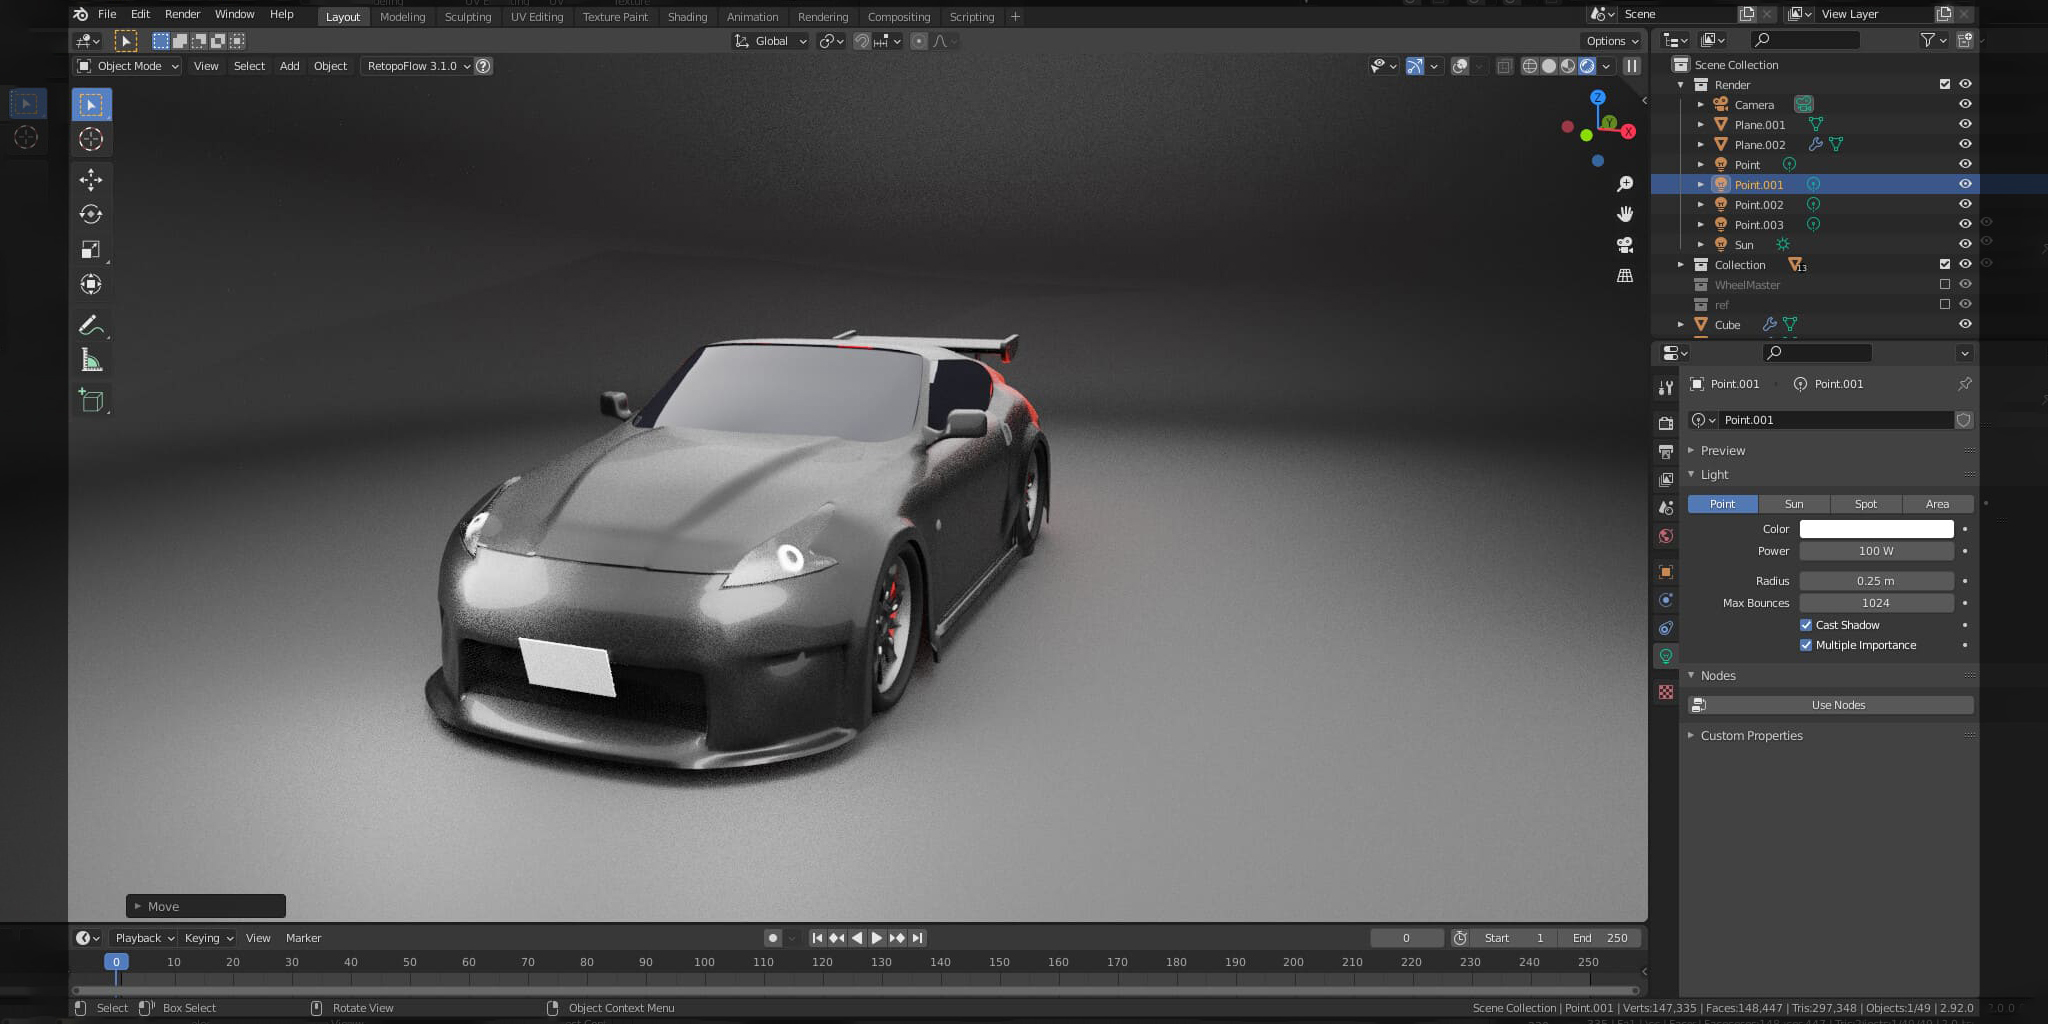 File Edit Render Window Help Layout Modeling Sculpting UV Editing Texture Paint Shading Animation Rendering Compositing Scripting + Scene View Layer
Global Options
Object Mode View Select Add Object RetopoFlow 3.1.0
Z
Y
X
Scene Collection
Render
Camera
Plane.001
Plane.002
Point
Point.001
Point.002
Point.003
Sun
Collection 13
WheelMaster
ref
Cube
Point.001 Point.001
Point.001
Preview
Light
Point Sun Spot Area
Color
Power 100 W
Radius 0.25 m
Max Bounces 1024
Cast Shadow
Multiple Importance
Nodes
Use Nodes
Custom Properties
Move
Playback Keying View Marker 0 Start 1 End 250
0 10 20 30 40 50 60 70 80 90 100 110 120 130 140 150 160 170 180 190 200 210 220 230 240 250
Select Box Select Rotate View Object Context Menu Scene Collection | Point.001 | Verts:147,335 | Faces:148,447 | Tris:297,348 | Objects:1/49 | 2.92.0